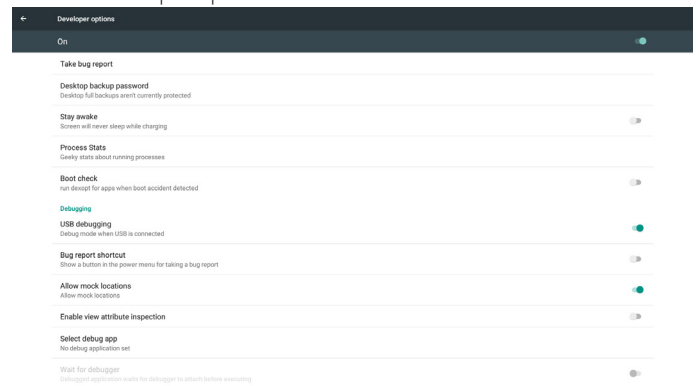 Developer options
On
Take bug report
Desktop backup password
Desktop full backups aren't currently protected
Stay awake
Screen will never sleep while charging
Process Stats
Geeky stats about running processes
Boot check
run dexopt for apps when boot accident detected
Debugging
USB debugging
Debug mode when USB is connected
Bug report shortcut
Show a button in the power menu for taking a bug report
Allow mock locations
Allow mock locations
Enable view attribute inspection
Select debug app
No debug application set
Wait for debugger
Debugged application waits for debugger to attach before executing